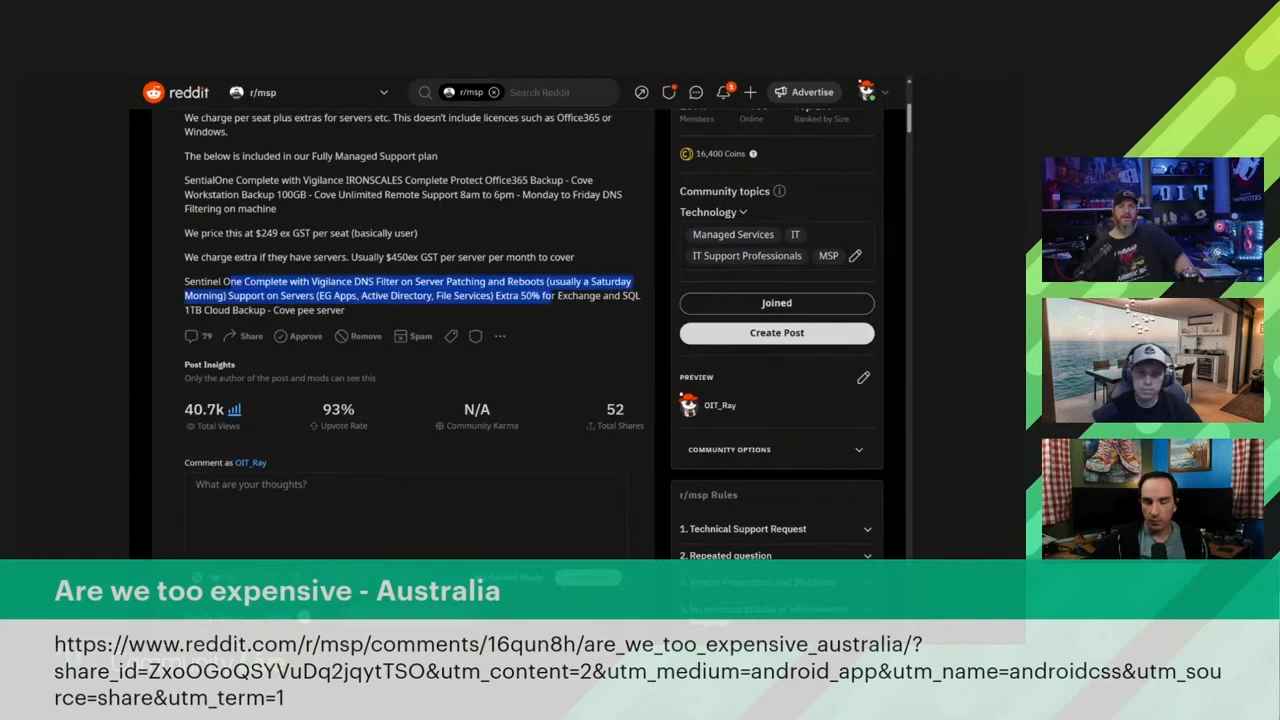 reddit
r/msp
r/msp
Search Reddit
1
Advertise
We charge per seat plus extras for servers etc. This doesn't include licences such as Office365 or
Windows.
The below is included in our Fully Managed Support plan
SentialOne Complete with Vigilance IRONSCALES Complete Protect Office365 Backup - Cove
Workstation Backup 100GB - Cove Unlimited Remote Support 8am to 6pm - Monday to Friday DNS
Filtering on machine
We price this at $249 ex GST per seat (basically user)
We charge extra if they have servers. Usually $450ex GST per server per month to cover
Sentinel One Complete with Vigilance DNS Filter on Server Patching and Reboots (usually a Saturday
Morning) Support on Servers (EG Apps, Active Directory, File Services) Extra 50% for Exchange and SQL
1TB Cloud Backup - Cove pee server
79 Share Approve Remove Spam
Post Insights
Only the author of the post and mods can see this
40.7k 93% N/A 52
Total Views Upvote Rate Community Karma Total Shares
Comment as OIT_Ray
What are your thoughts?
Members Online Ranked by Size
16,400 Coins
Community topics
Technology
Managed Services IT
IT Support Professionals MSP
Joined
Create Post
PREVIEW
OIT_Ray
COMMUNITY OPTIONS
r/msp Rules
1. Technical Support Request
2. Repeated question
4. Vendor Promotions and Webinars
OIT
Are we too expensive - Australia
https://www.reddit.com/r/msp/comments/16qun8h/are_we_too_expensive_australia/?
share_id=ZxoOGoQSYVuDq2jqytTSO&utm_content=2&utm_medium=android_app&utm_name=androidcss&utm_sou
rce=share&utm_term=1